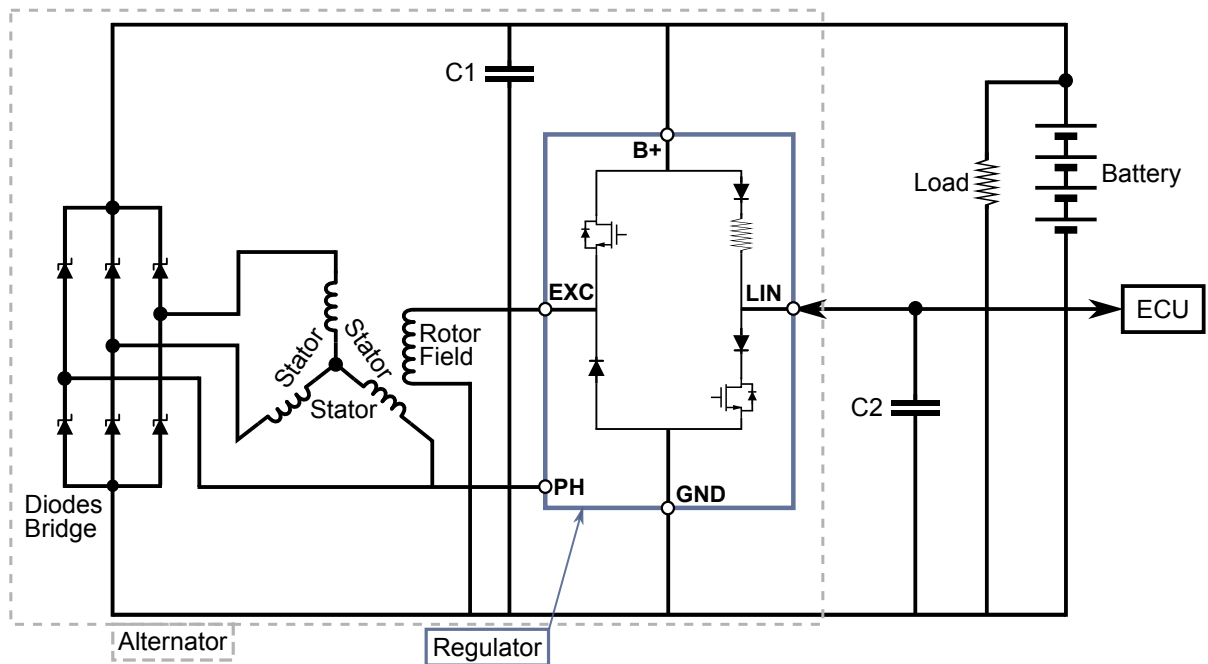 C1
B+
Load
Battery
EXC
LIN
ECU
Rotor
Field
Stator
Stator
Stator
C2
PH
GND
Diodes
Bridge
Alternator
Regulator